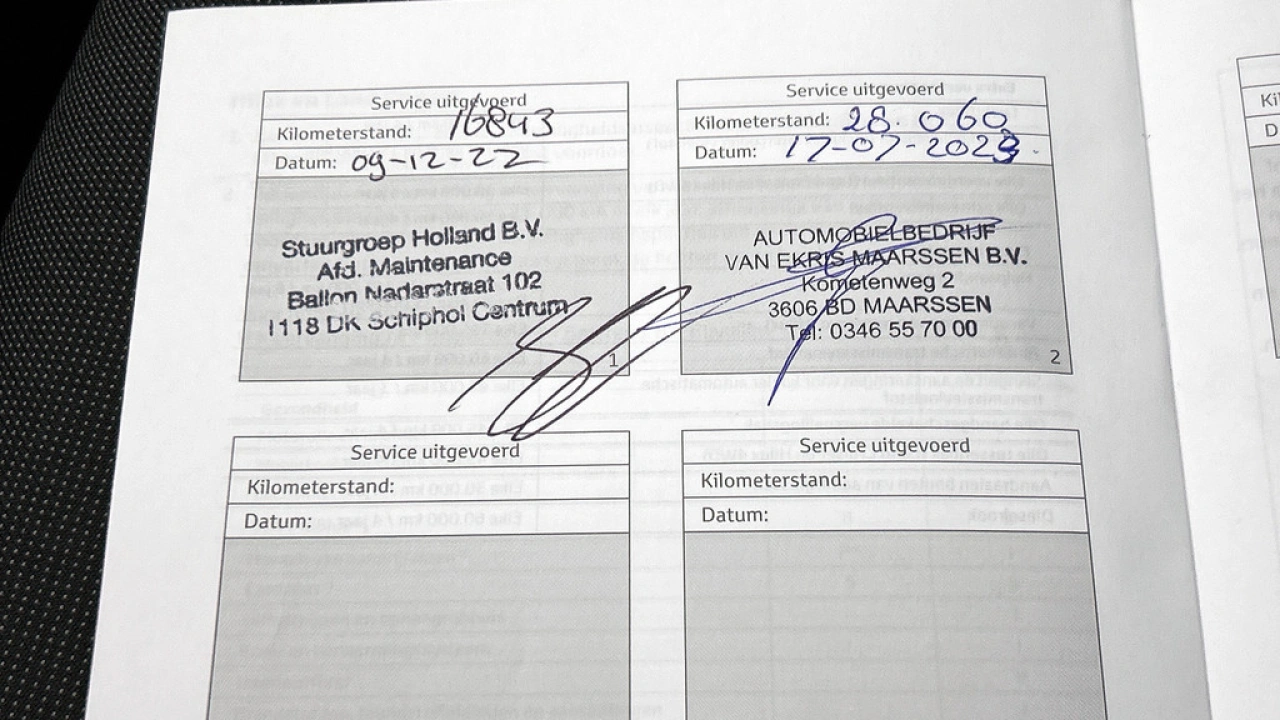 Service uitgevoerd
Kilometerstand: 16843
Datum: 09-12-22
Stuurgroep Holland B.V.
Afd. Maintenance
Ballon Nadarstraat 102
1118 DK Schiphol Centrum
1
Service uitgevoerd
Kilometerstand: 28.060
Datum: 17-07-2023
AUTOMOBIELBEDRIJF
VAN EKRIS MAARSSEN B.V.
Kometenweg 2
3606 BD MAARSSEN
Tel: 0346 55 70 00
2
Service uitgevoerd
Kilometerstand:
Datum:
Service uitgevoerd
Kilometerstand:
Datum: